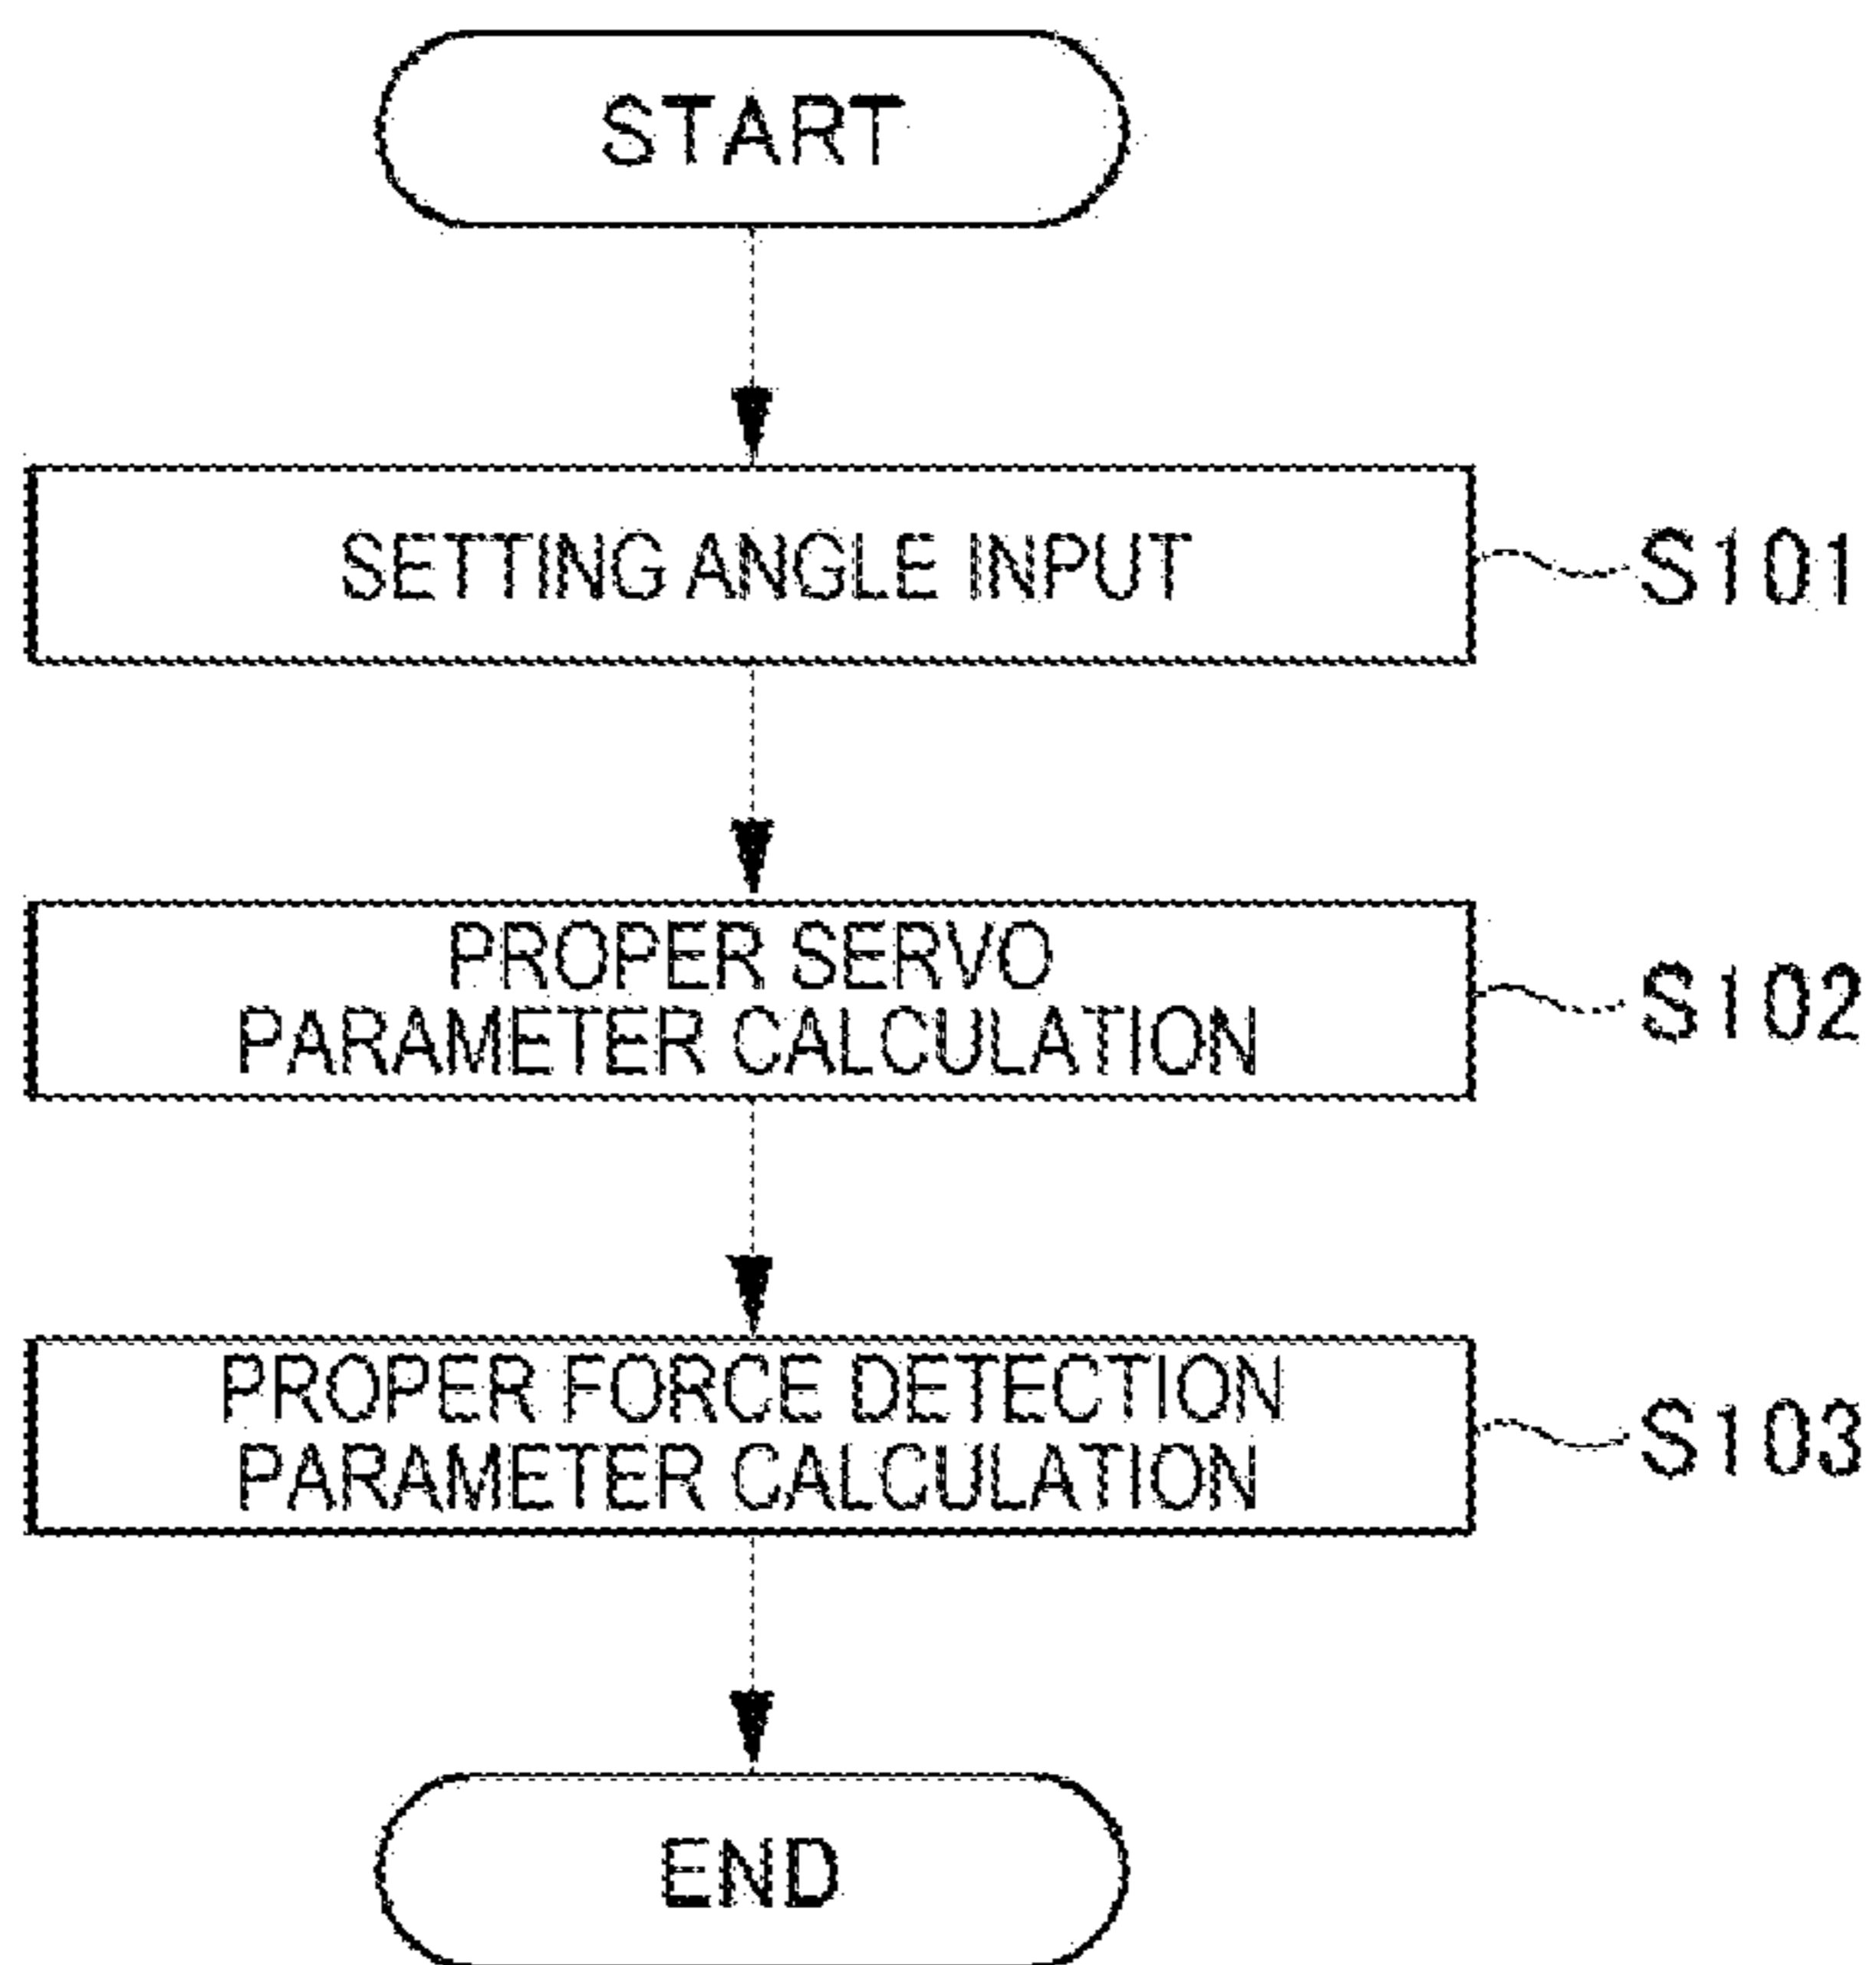 START
SETTING ANGLE INPUT
S101
PROPER SERVO
PARAMETER CALCULATION
S102
PROPER FORCE DETECTION
PARAMETER CALCULATION
S103
END